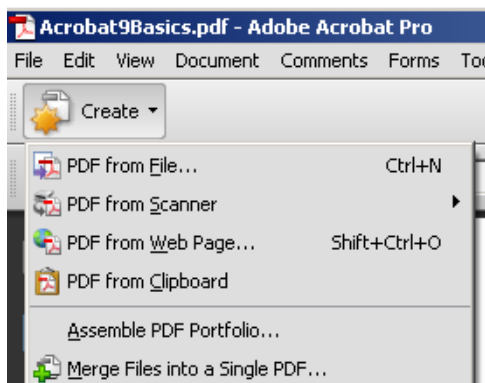 Acrobat9Basics.pdf - Adobe Acrobat Pro
File Edit View Document Comments Forms
Create
PDF from File... Ctrl+N
PDF from Scanner
PDF from Web Page... Shift+Ctrl+O
PDF from Clipboard
Assemble PDF Portfolio...
Merge Files into a Single PDF...